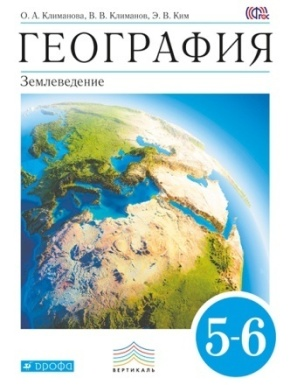 О. А. Климанова, В. В. Климанов, Э. В. Ким
ФГОС
ГЕОГРАФИЯ
Землеведение
5-6
дрофа
ВЕРТИКАЛЬ